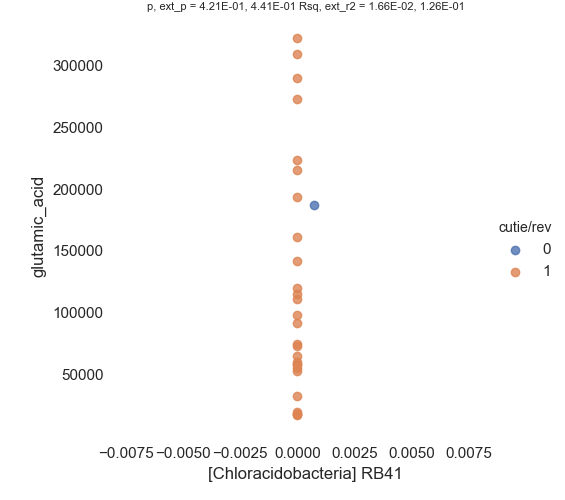 p, ext_p = 4.21E-01, 4.41E-01 Rsq, ext_r2 = 1.66E-02, 1.26E-01
300000
250000
200000
150000
100000
50000
glutamic_acid
cutie/rev
0
1
−0.0075 −0.0050 −0.0025 0.0000 0.0025 0.0050 0.0075
[Chloracidobacteria] RB41